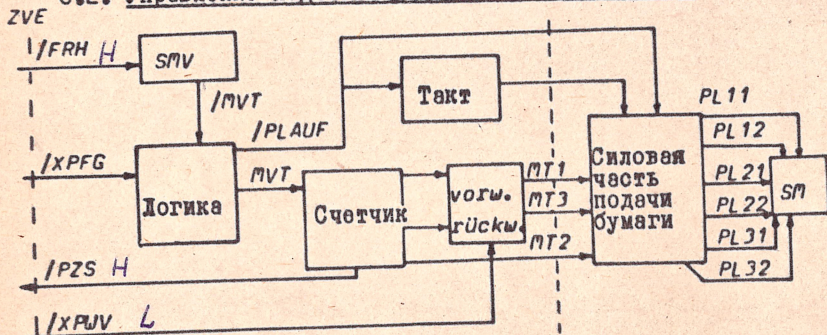 ZVE
/FRH H
SMV
/MVT
/PLAUF
Такт
PL11
PL12
/XPFG
Логика
MVT
Счетчик
vorw.
rückw.
MT1
MT3
MT2
Силовая
часть
подачи
бумаги
PL21
PL22
PL31
PL32
SM
/PZS H
/XPWV L